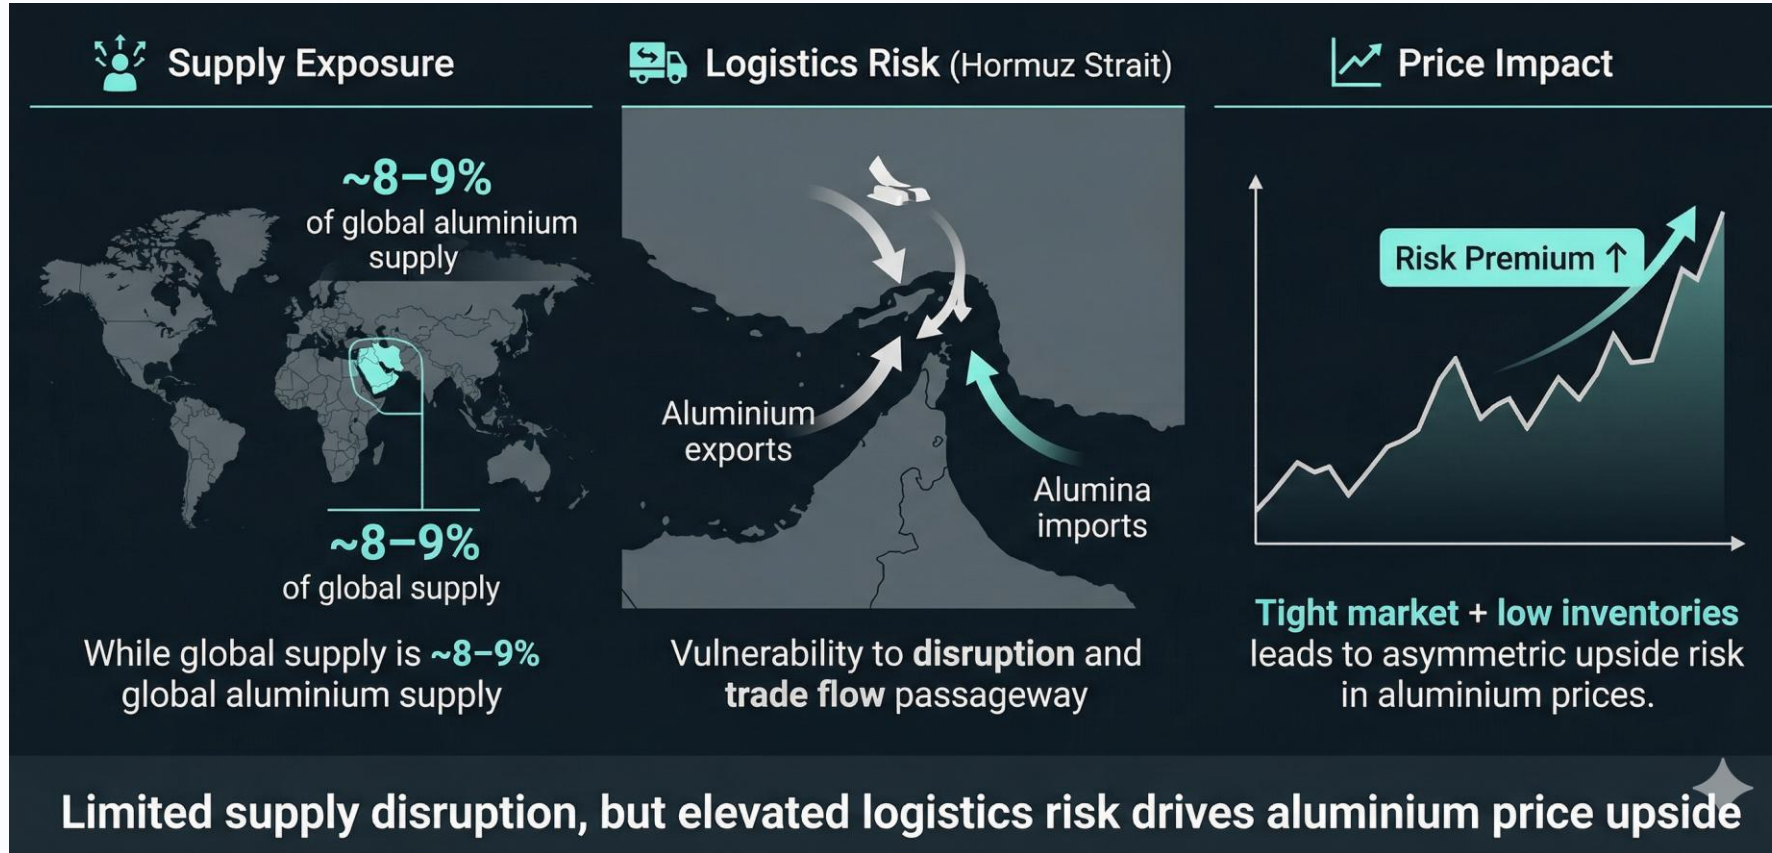 Supply Exposure
~8–9%
of global aluminium
supply
~8–9%
of global supply
While global supply is ~8–9%
global aluminium supply
Logistics Risk (Hormuz Strait)
Aluminium
exports
Alumina
imports
Vulnerability to disruption and
trade flow passageway
Price Impact
Risk Premium ↑
Tight market + low inventories
leads to asymmetric upside risk
in aluminium prices.
Limited supply disruption, but elevated logistics risk drives aluminium price upside